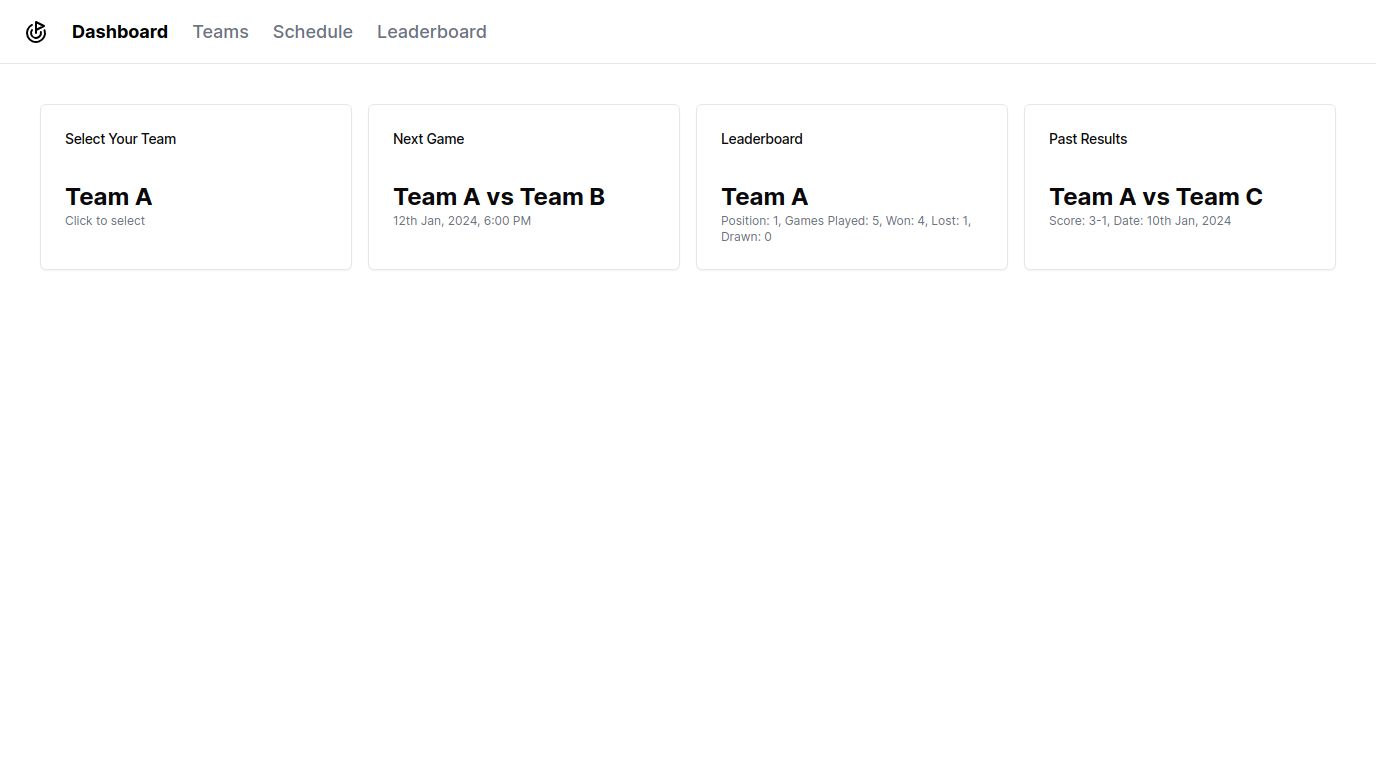 Dashboard Teams Schedule Leaderboard
Select Your Team
Team A
Click to select
Next Game
Team A vs Team B
12th Jan, 2024, 6:00 PM
Leaderboard
Team A
Position: 1, Games Played: 5, Won: 4, Lost: 1,
Drawn: 0
Past Results
Team A vs Team C
Score: 3-1, Date: 10th Jan, 2024